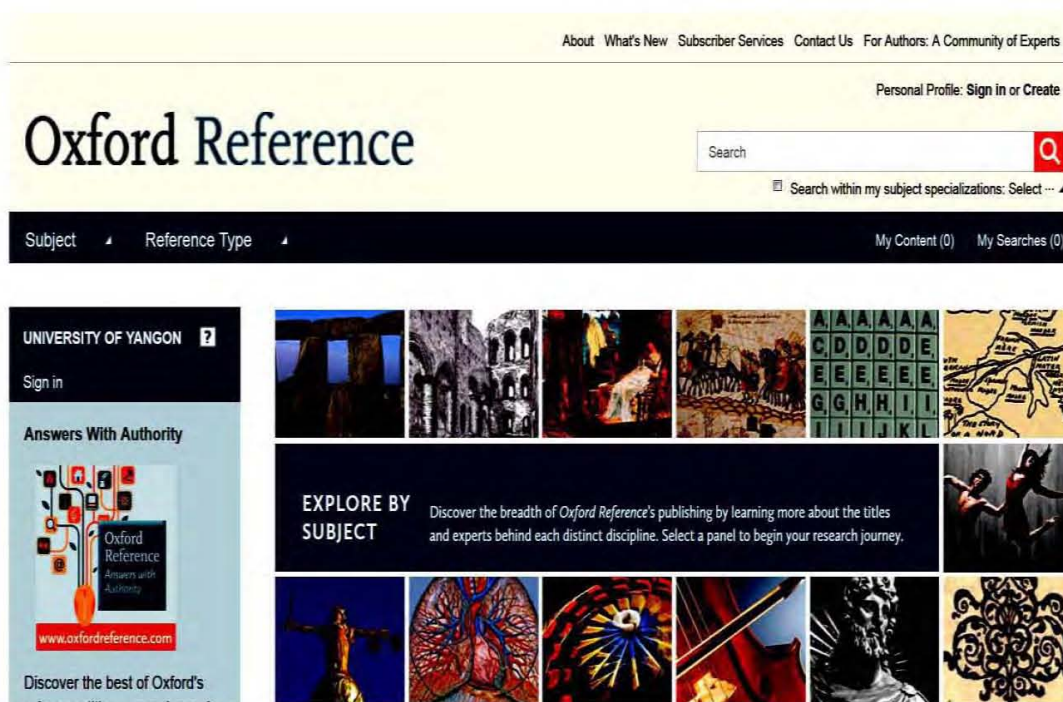 About What's New Subscriber Services Contact Us For Authors: A Community of Experts
Personal Profile: Sign in or Create
Oxford Reference
Search
Search within my subject specializations: Select ...
Subject Reference Type My Content (0) My Searches (0)
UNIVERSITY OF YANGON ?
Sign in
Answers With Authority
Oxford
Reference
Answers with
Authority
www.oxfordreference.com
Discover the best of Oxford's
A A A A A A
C D D D D E
E E E E E E
G G H H I I
I I J K L
THE STORY
OF A WORD
EXPLORE BY
SUBJECT
Discover the breadth of Oxford Reference's publishing by learning more about the titles
and experts behind each distinct discipline. Select a panel to begin your research journey.